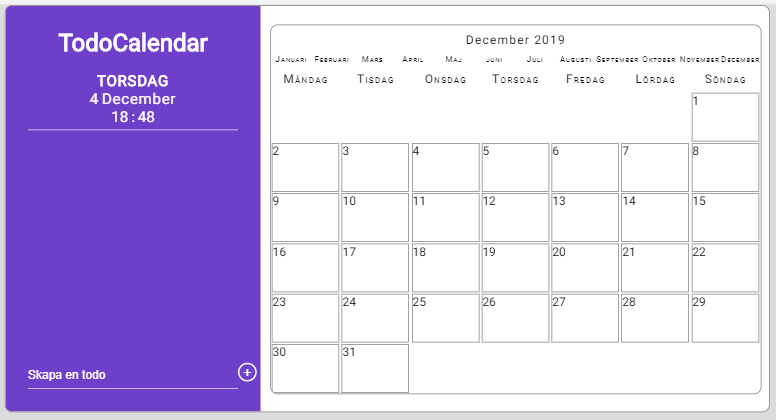 TodoCalendar
TORSDAG
4 December
18 : 48
Skapa en todo
December 2019
Januari Februari Mars April Maj juni Juli Augusti September Oktober November December
Måndag Tisdag Onsdag Torsdag Fredag Lördag Söndag
1
2 3 4 5 6 7 8
9 10 11 12 13 14 15
16 17 18 19 20 21 22
23 24 25 26 27 28 29
30 31